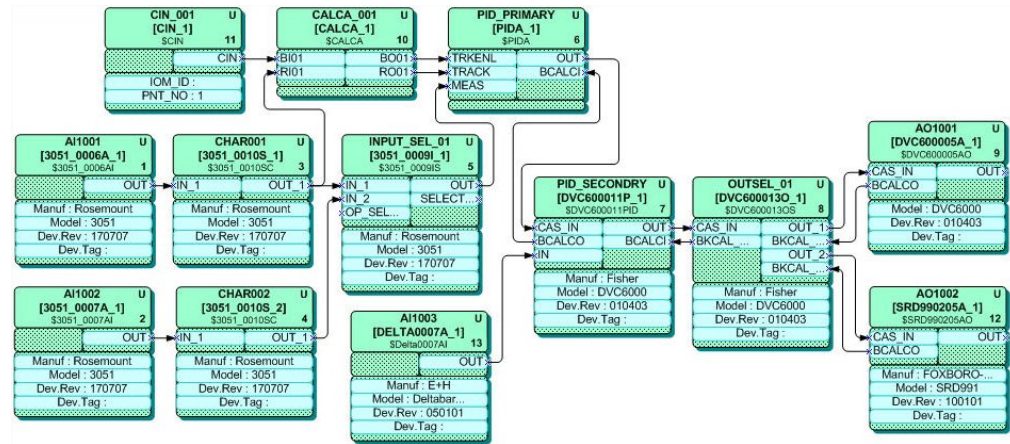 CIN_001 U
[CIN_1]
$CIN 11
CIN
IOM_ID :
PNT_NO : 1
CALCA_001 U
[CALCA_1]
$CALCA 10
BI01 BO01
RI01 RO01
PID_PRIMARY U
[PIDA_1]
$PIDA 6
TRKENL OUT
TRACK BCALCI
MEAS
AI1001 U
[3051_0006A_1]
$3051_0006AI 1
OUT
Manuf : Rosemount
Model : 3051
Dev.Rev : 170707
Dev.Tag :
CHAR001 U
[3051_0010S_1]
$3051_0010SC 3
IN_1 OUT_1
Manuf : Rosemount
Model : 3051
Dev.Rev : 170707
Dev.Tag :
INPUT_SEL_01 U
[3051_0009I_1]
$3051_0009IS 5
IN_1 OUT
IN_2 SELECT...
OP_SEL...
Manuf : Rosemount
Model : 3051
Dev.Rev : 170707
Dev.Tag :
PID_SECONDRY U
[DVC600011P_1]
$DVC600011PID 7
CAS_IN OUT
BCALCO BCALCI
IN
Manuf : Fisher
Model : DVC6000
Dev.Rev : 010403
Dev.Tag :
OUTSEL_01 U
[DVC600013O_1]
$DVC600013OS 8
CAS_IN OUT_1
BKCAL_... BKCAL_...
OUT_2
BKCAL_...
Manuf : Fisher
Model : DVC6000
Dev.Rev : 010403
Dev.Tag :
AO1001 U
[DVC600005A_1]
$DVC600005AO 9
CAS_IN OUT
BCALCO
Model : DVC6000
Dev.Rev : 010403
Dev.Tag :
AI1002 U
[3051_0007A_1]
$3051_0007AI 2
OUT
Manuf : Rosemount
Model : 3051
Dev.Rev : 170707
Dev.Tag :
CHAR002 U
[3051_0010S_2]
$3051_0010SC 4
IN_1 OUT_1
Manuf : Rosemount
Model : 3051
Dev.Rev : 170707
Dev.Tag :
AI1003 U
[DELTA0007A_1]
$Delta0007AI 13
OUT
Manuf : E+H
Model : Deltabar...
Dev.Rev : 050101
Dev.Tag :
AO1002 U
[SRD990205A_1]
$SRD990205AO 12
CAS_IN OUT
BCALCO
Manuf : FOXBORO-...
Model : SRD991
Dev.Rev : 100101
Dev.Tag :